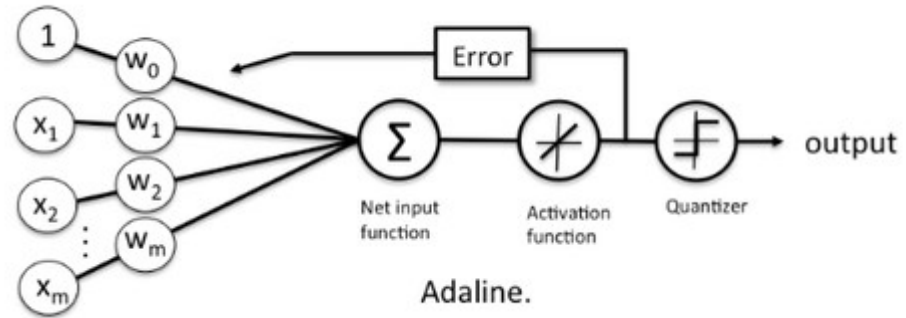 1
w₀
Error
x₁
w₁
Σ
output
x₂
w₂
Net input
function
Activation
function
Quantizer
⋮
wₘ
xₘ
Adaline.